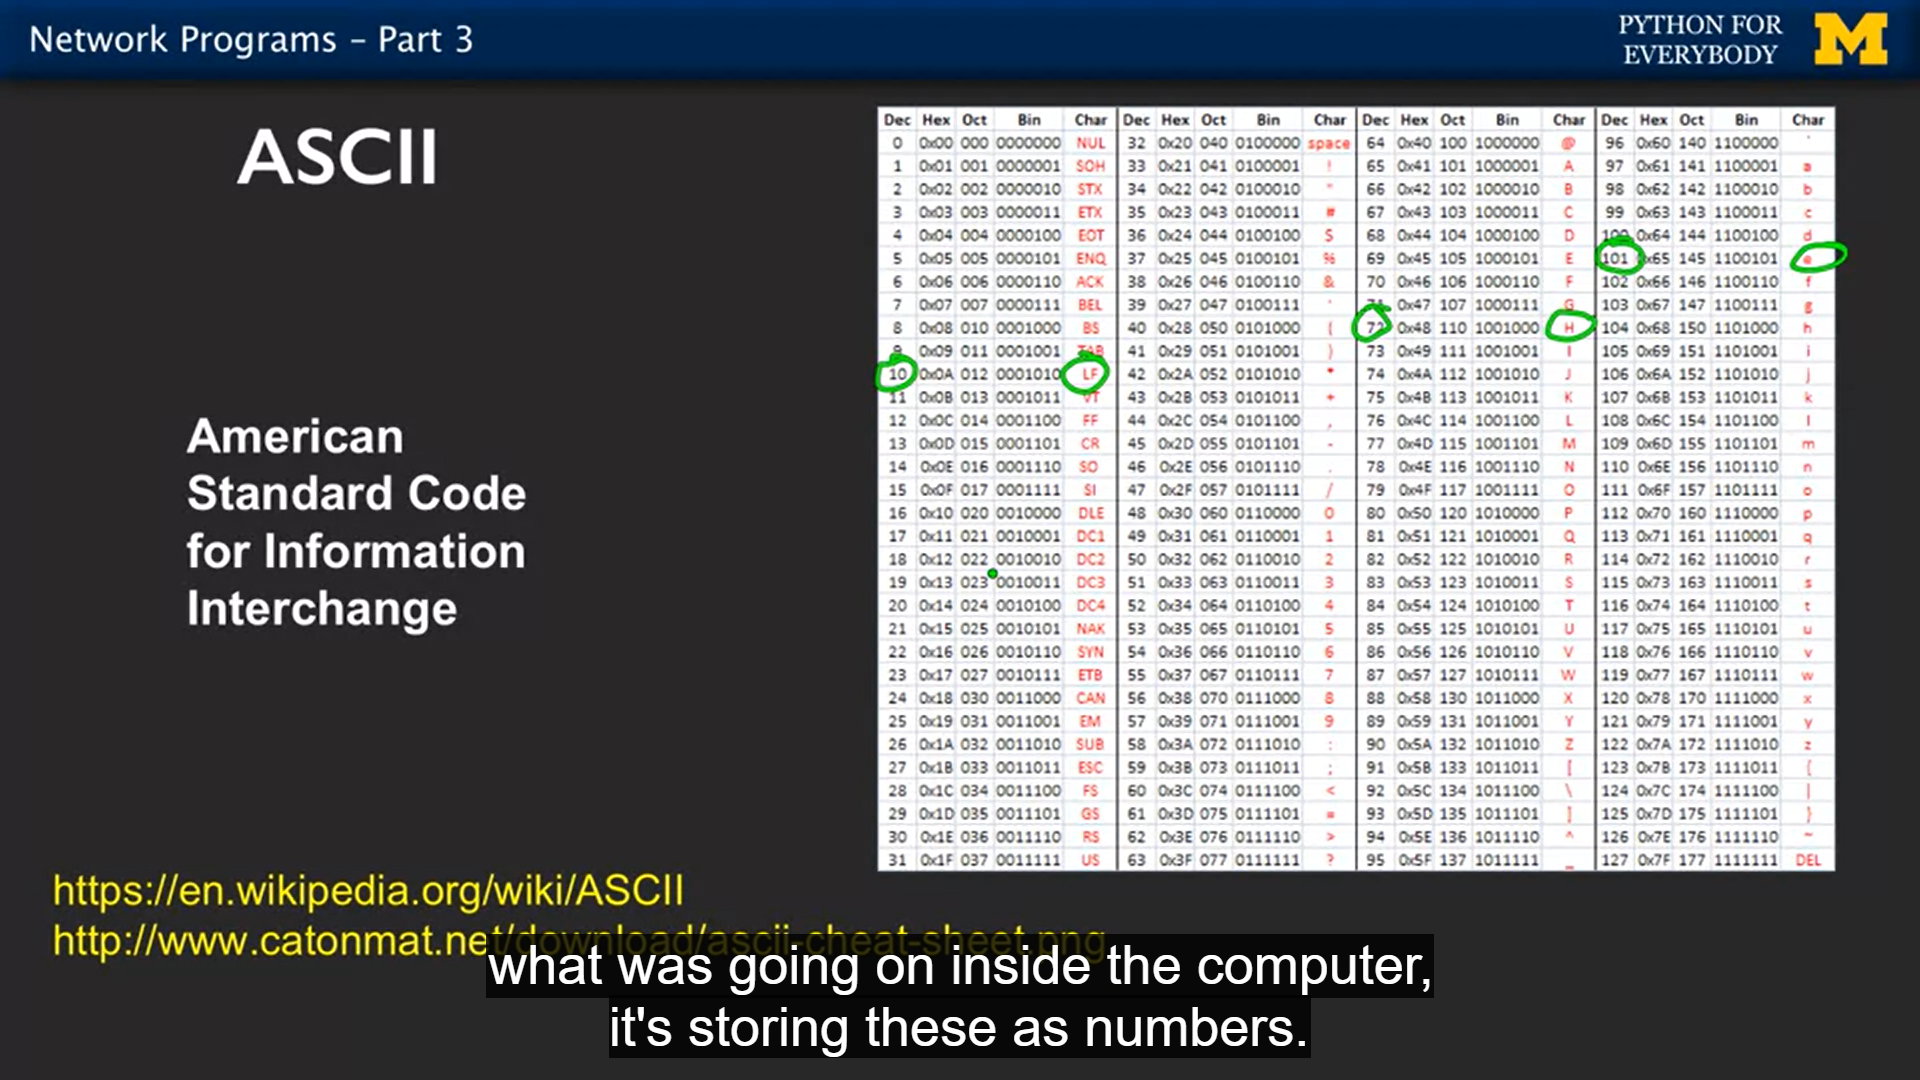 Network Programs – Part 3
PYTHON FOR
EVERYBODY
M
ASCII
American
Standard Code
for Information
Interchange
Dec Hex Oct Bin Char Dec Hex Oct Bin Char Dec Hex Oct Bin Char Dec Hex Oct Bin Char
0 0x00 000 0000000 NUL 32 0x20 040 0100000 space 64 0x40 100 1000000 @ 96 0x60 140 1100000 `
1 0x01 001 0000001 SOH 33 0x21 041 0100001 ! 65 0x41 101 1000001 A 97 0x61 141 1100001 a
2 0x02 002 0000010 STX 34 0x22 042 0100010 " 66 0x42 102 1000010 B 98 0x62 142 1100010 b
3 0x03 003 0000011 ETX 35 0x23 043 0100011 # 67 0x43 103 1000011 C 99 0x63 143 1100011 c
4 0x04 004 0000100 EOT 36 0x24 044 0100100 $ 68 0x44 104 1000100 D 100 0x64 144 1100100 d
5 0x05 005 0000101 ENQ 37 0x25 045 0100101 % 69 0x45 105 1000101 E 101 0x65 145 1100101 e
6 0x06 006 0000110 ACK 38 0x26 046 0100110 & 70 0x46 106 1000110 F 102 0x66 146 1100110 f
7 0x07 007 0000111 BEL 39 0x27 047 0100111 ' 71 0x47 107 1000111 G 103 0x67 147 1100111 g
8 0x08 010 0001000 BS 40 0x28 050 0101000 ( 72 0x48 110 1001000 H 104 0x68 150 1101000 h
9 0x09 011 0001001 TAB 41 0x29 051 0101001 ) 73 0x49 111 1001001 I 105 0x69 151 1101001 i
10 0x0A 012 0001010 LF 42 0x2A 052 0101010 * 74 0x4A 112 1001010 J 106 0x6A 152 1101010 j
11 0x0B 013 0001011 VT 43 0x2B 053 0101011 + 75 0x4B 113 1001011 K 107 0x6B 153 1101011 k
12 0x0C 014 0001100 FF 44 0x2C 054 0101100 , 76 0x4C 114 1001100 L 108 0x6C 154 1101100 l
13 0x0D 015 0001101 CR 45 0x2D 055 0101101 - 77 0x4D 115 1001101 M 109 0x6D 155 1101101 m
14 0x0E 016 0001110 SO 46 0x2E 056 0101110 . 78 0x4E 116 1001110 N 110 0x6E 156 1101110 n
15 0x0F 017 0001111 SI 47 0x2F 057 0101111 / 79 0x4F 117 1001111 O 111 0x6F 157 1101111 o
16 0x10 020 0010000 DLE 48 0x30 060 0110000 0 80 0x50 120 1010000 P 112 0x70 160 1110000 p
17 0x11 021 0010001 DC1 49 0x31 061 0110001 1 81 0x51 121 1010001 Q 113 0x71 161 1110001 q
18 0x12 022 0010010 DC2 50 0x32 062 0110010 2 82 0x52 122 1010010 R 114 0x72 162 1110010 r
19 0x13 023 0010011 DC3 51 0x33 063 0110011 3 83 0x53 123 1010011 S 115 0x73 163 1110011 s
20 0x14 024 0010100 DC4 52 0x34 064 0110100 4 84 0x54 124 1010100 T 116 0x74 164 1110100 t
21 0x15 025 0010101 NAK 53 0x35 065 0110101 5 85 0x55 125 1010101 U 117 0x75 165 1110101 u
22 0x16 026 0010110 SYN 54 0x36 066 0110110 6 86 0x56 126 1010110 V 118 0x76 166 1110110 v
23 0x17 027 0010111 ETB 55 0x37 067 0110111 7 87 0x57 127 1010111 W 119 0x77 167 1110111 w
24 0x18 030 0011000 CAN 56 0x38 070 0111000 8 88 0x58 130 1011000 X 120 0x78 170 1111000 x
25 0x19 031 0011001 EM 57 0x39 071 0111001 9 89 0x59 131 1011001 Y 121 0x79 171 1111001 y
26 0x1A 032 0011010 SUB 58 0x3A 072 0111010 : 90 0x5A 132 1011010 Z 122 0x7A 172 1111010 z
27 0x1B 033 0011011 ESC 59 0x3B 073 0111011 ; 91 0x5B 133 1011011 [ 123 0x7B 173 1111011 {
28 0x1C 034 0011100 FS 60 0x3C 074 0111100 < 92 0x5C 134 1011100 \ 124 0x7C 174 1111100 |
29 0x1D 035 0011101 GS 61 0x3D 075 0111101 = 93 0x5D 135 1011101 ] 125 0x7D 175 1111101 }
30 0x1E 036 0011110 RS 62 0x3E 076 0111110 > 94 0x5E 136 1011110 ^ 126 0x7E 176 1111110 ~
31 0x1F 037 0011111 US 63 0x3F 077 0111111 ? 95 0x5F 137 1011111 _ 127 0x7F 177 1111111 DEL
https://en.wikipedia.org/wiki/ASCII
http://www.catonmat.net/download/ascii-cheat-sheet.png
what was going on inside the computer,
it's storing these as numbers.